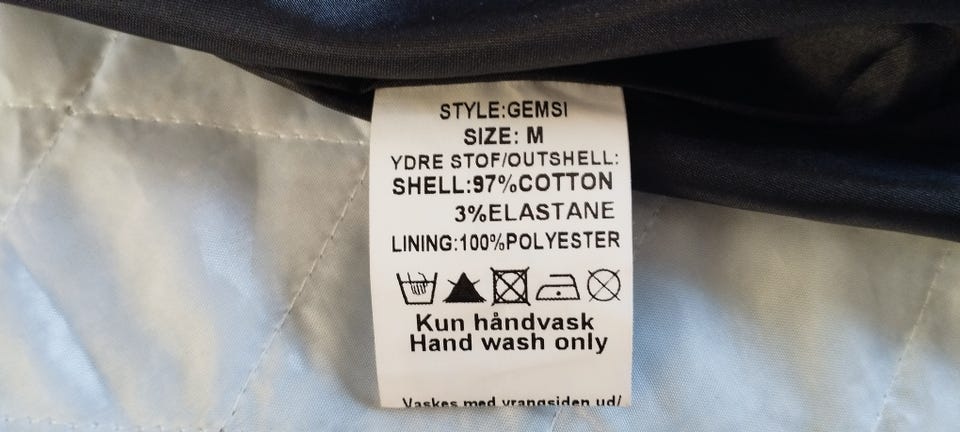 STYLE:GEMSI
SIZE: M
YDRE STOF/OUTSHELL:
SHELL:97%COTTON
3%ELASTANE
LINING:100%POLYESTER
Kun håndvask
Hand wash only
Vaskes med vrangsiden ud/